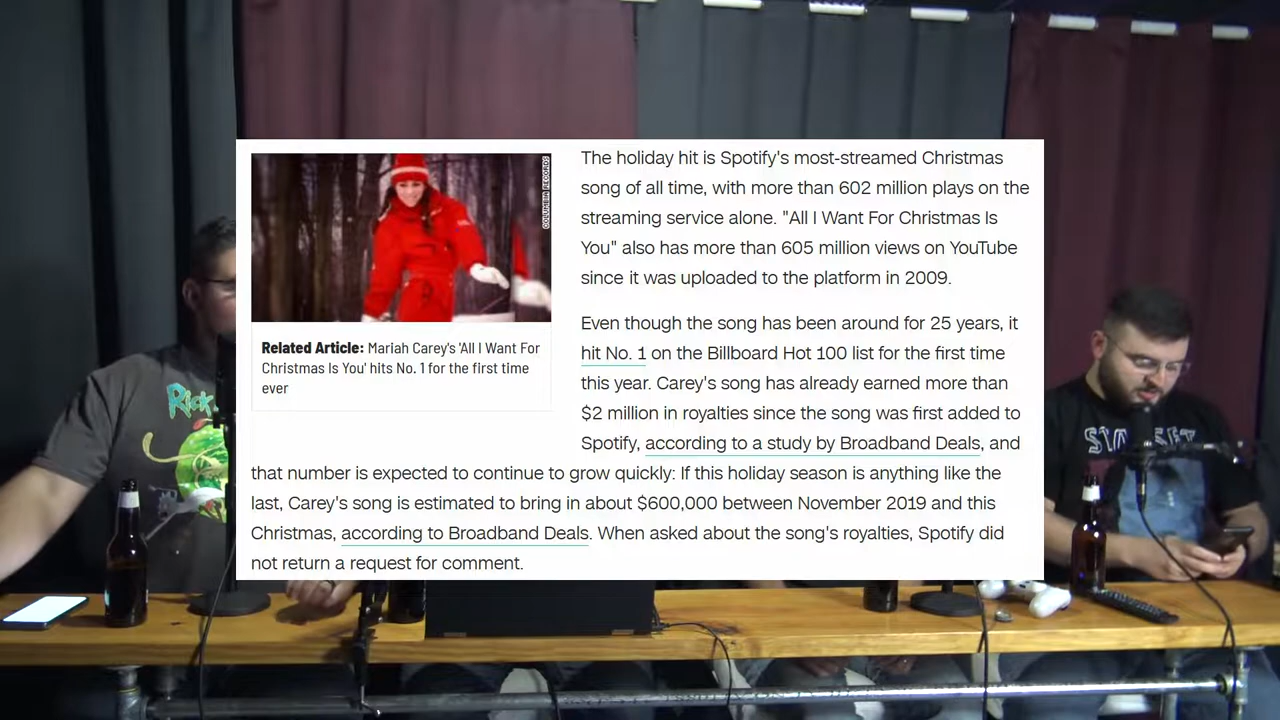 The holiday hit is Spotify's most-streamed Christmas
song of all time, with more than 602 million plays on the
streaming service alone. "All I Want For Christmas Is
You" also has more than 605 million views on YouTube
since it was uploaded to the platform in 2009.
COLUMBIA RECORDS
Related Article: Mariah Carey's 'All I Want For
Christmas Is You' hits No. 1 for the first time
ever
Even though the song has been around for 25 years, it
hit No. 1 on the Billboard Hot 100 list for the first time
this year. Carey's song has already earned more than
$2 million in royalties since the song was first added to
Spotify, according to a study by Broadband Deals, and
that number is expected to continue to grow quickly: If this holiday season is anything like the
last, Carey's song is estimated to bring in about $600,000 between November 2019 and this
Christmas, according to Broadband Deals. When asked about the song's royalties, Spotify did
not return a request for comment.
Rick